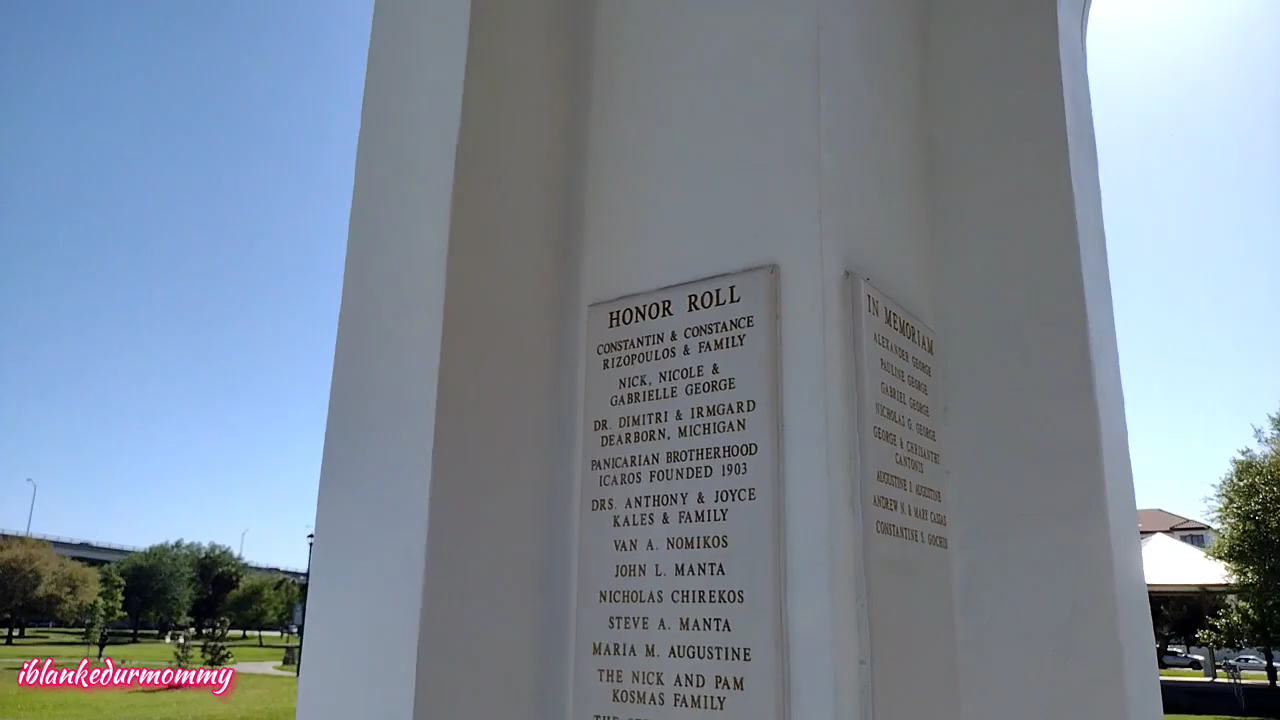 HONOR ROLL
CONSTANTIN & CONSTANCE
RIZOPOULOS & FAMILY
NICK, NICOLE &
GABRIELLE GEORGE
DR. DIMITRI & IRMGARD
DEARBORN, MICHIGAN
PANICARIAN BROTHERHOOD
ICAROS FOUNDED 1903
DRS. ANTHONY & JOYCE
KALES & FAMILY
VAN A. NOMIKOS
JOHN L. MANTA
NICHOLAS CHIREKOS
STEVE A. MANTA
MARIA M. AUGUSTINE
THE NICK AND PAM
KOSMAS FAMILY
IN MEMORIAM
ALEXANDER GEORGE
PAULINE GEORGE
GABRIEL GEORGE
NICHOLAS G. GEORGE
GEORGE & CHRISANTHI
CANTONIS
AUGUSTINE J. AUGUSTINE
ANDREW N. & MARY
CONSTANTINE S. GOCHIS
iblankedurmommy